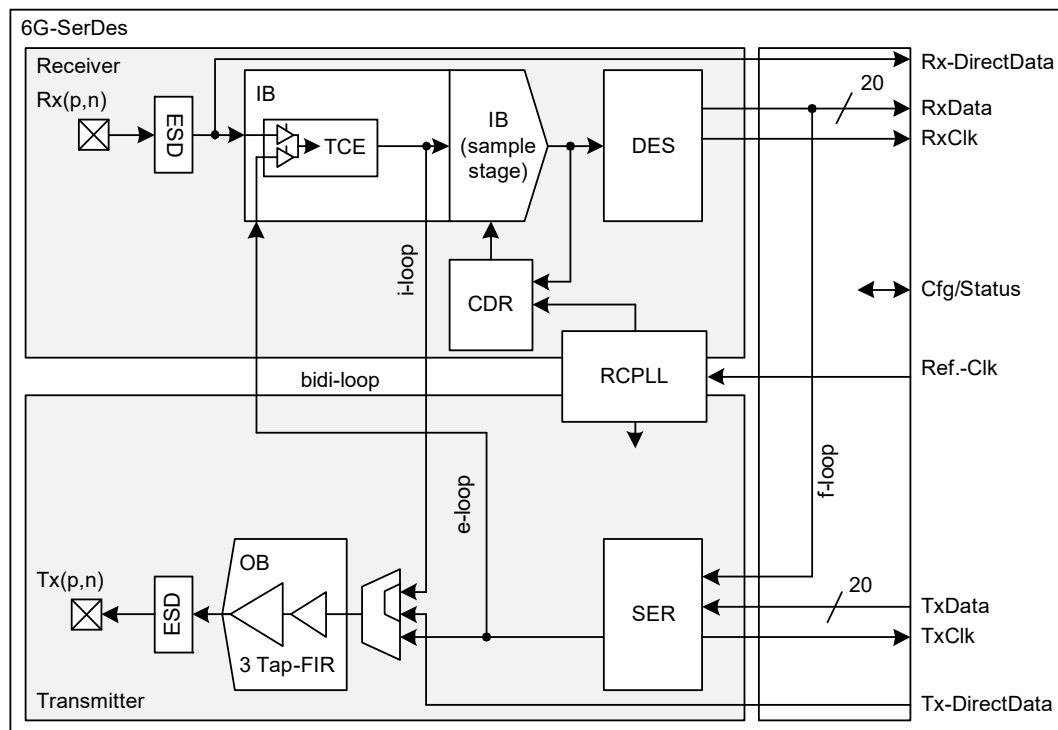 6G-SerDes
Receiver
Rx-DirectData
20
Rx(p,n)
RxData
ESD
IB
TCE
IB
(sample
stage)
DES
RxClk
i-loop
CDR
Cfg/Status
RCPLL
Ref.-Clk
bidi-loop
e-loop
f-loop
Tx(p,n)
ESD
OB
3 Tap-FIR
SER
20
TxData
TxClk
Transmitter
Tx-DirectData